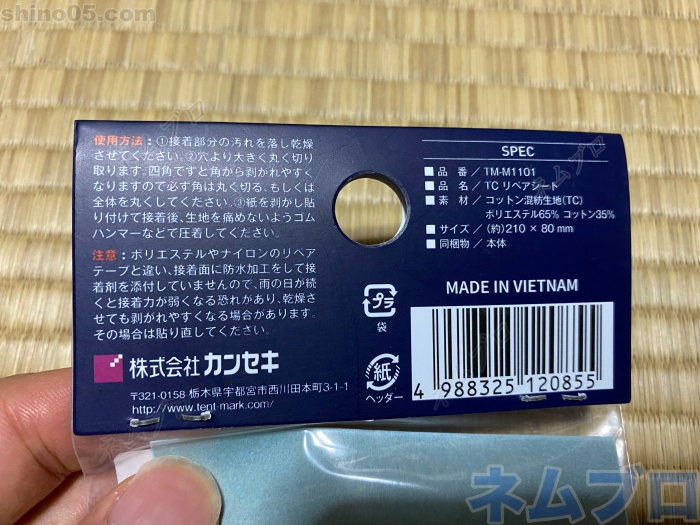 shino05.com
使用方法：①接着部分の汚れを落し乾燥
させてください。②穴より大きく丸く切り
取ります。四角ですと角から剥がれやすく
なりますので必ず角は丸く切る、もしくは
全体を丸くしてください。③紙を剥がし貼
り付けて接着後、生地を痛めないようゴム
ハンマーなどで圧着してください。
注意：ポリエステルやナイロンのリペア
テープと違い、接着面に防水加工をして接
着剤を添付していませんので、雨の日が続
くと接着力が弱くなる恐れがあり、乾燥さ
せても剥がれやすくなる場合があります。
その場合は貼り直してください。
株式会社カンセキ
〒321-0158 栃木県宇都宮市西川田本町3-1-1
http://www.tent-mark.com/
SPEC
■品番／TM-M1101
■品名／TC リペアシート
■素材／コットン混紡生地(TC)
ポリエステル65% コットン35%
■サイズ／(約)210×80mm
■同梱物／本体
MADE IN VIETNAM
プラ
袋
紙
ヘッダー
4 988325 120855
ネムブロ